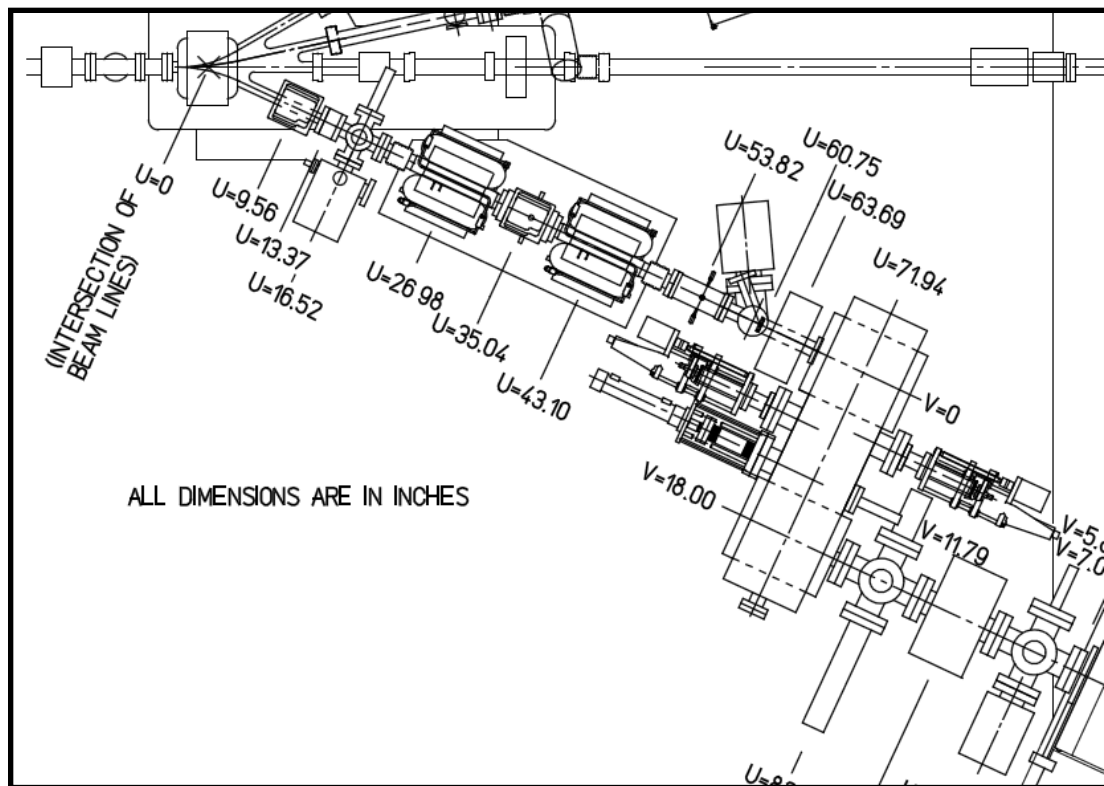 U=0
(INTERSECTION OF
BEAM LINES)
U=9.56
U=13.37
U=16.52
U=26.98
U=35.04
U=43.10
U=53.82
U=60.75
U=63.69
U=71.94
V=0
V=18.00
V=11.79
ALL DIMENSIONS ARE IN INCHES